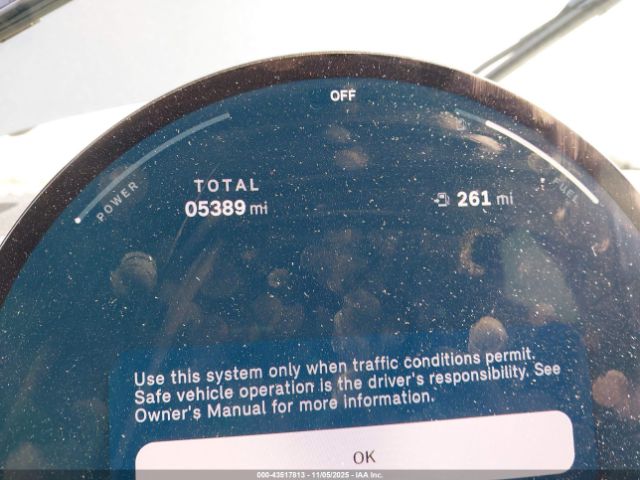 OFF
POWER
FUEL
TOTAL
05389 mi
261 mi
Use this system only when traffic conditions permit.
Safe vehicle operation is the driver's responsibility. See
Owner's Manual for more information.
OK
000-43517813 - 11/05/2025 - IAA Inc.